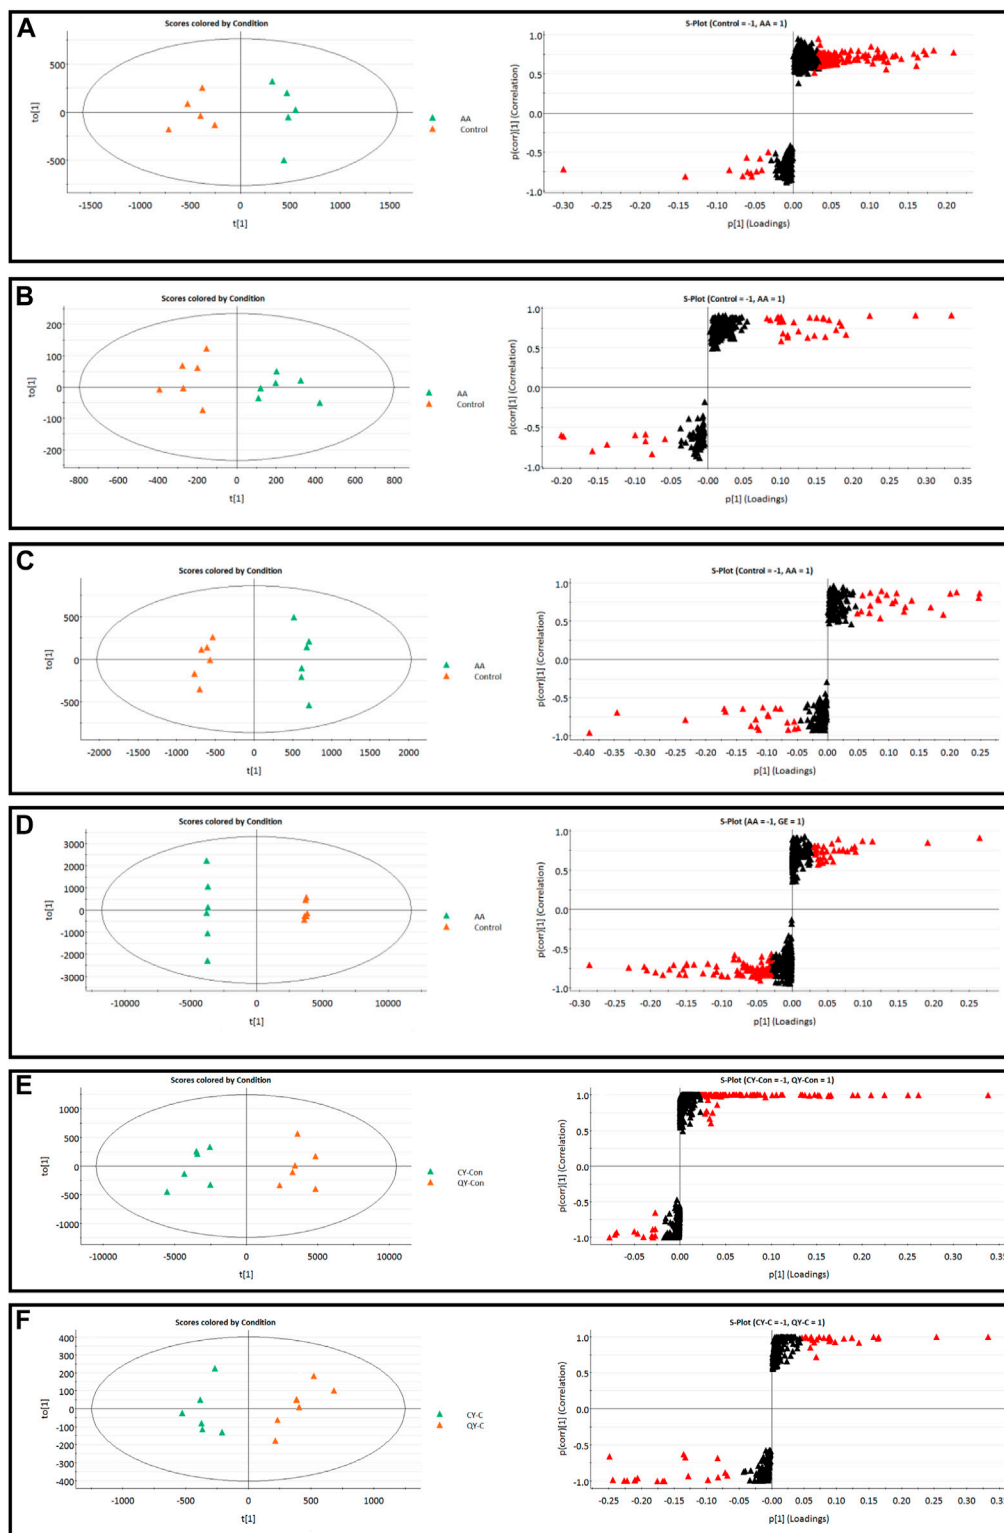 A
Scores colored by Condition
to[1]
500
0
-500
-1500 -1000 -500 0 500 1000 1500
t[1]
AA
Control
S-Plot (Control = -1, AA = 1)
p(corr)[1] (Correlation)
1.0
0.5
-0.5
-1.0
-0.30 -0.25 -0.20 -0.15 -0.10 -0.05 0.00 0.05 0.10 0.15 0.20
p[1] (Loadings)
B
Scores colored by Condition
to[1]
200
100
0
-100
-200
-800 -600 -400 -200 0 200 400 600 800
t[1]
AA
Control
S-Plot (Control = -1, AA = 1)
p(corr)[1] (Correlation)
1.0
0.5
0.0
-0.5
-1.0
-0.20 -0.15 -0.10 -0.05 -0.00 0.05 0.10 0.15 0.20 0.25 0.30 0.35
p[1] (Loadings)
C
Scores colored by Condition
to[1]
500
0
-500
-2000 -1500 -1000 -500 0 500 1000 1500 2000
t[1]
AA
Control
S-Plot (Control = -1, AA = 1)
p(corr)[1] (Correlation)
1.0
0.5
0.0
-0.5
-1.0
-0.40 -0.35 -0.30 -0.25 -0.20 -0.15 -0.10 -0.05 0.00 0.05 0.10 0.15 0.20 0.25
p[1] (Loadings)
D
Scores colored by Condition
to[1]
3000
2000
1000
0
-1000
-2000
-3000
-10000 -5000 0 5000 10000
t[1]
AA
Control
S-Plot (AA = -1, GE = 1)
p(corr)[1] (Correlation)
1.0
0.5
0.0
-0.5
-1.0
-0.30 -0.25 -0.20 -0.15 -0.10 -0.05 0.00 0.05 0.10 0.15 0.20 0.25
p[1] (Loadings)
E
Scores colored by Condition
to[1]
1000
500
0
-500
-1000
-10000 -5000 0 5000 10000
t[1]
CY-Con
QY-Con
S-Plot (CY-Con = -1, QY-Con = 1)
p(corr)[1] (Correlation)
1.0
0.5
0.0
-0.5
-1.0
-0.05 0.00 0.05 0.10 0.15 0.20 0.25 0.30
p[1] (Loadings)
F
Scores colored by Condition
to[1]
400
300
200
100
0
-100
-200
-300
-400
-1000 -500 0 500 1000
t[1]
CY-C
QY-C
S-Plot (CY-C = -1, QY-C = 1)
p(corr)[1] (Correlation)
1.0
0.5
0.0
-0.5
-1.0
-0.25 -0.20 -0.15 -0.10 -0.05 0.00 0.05 0.10 0.15 0.20 0.25 0.30
p[1] (Loadings)